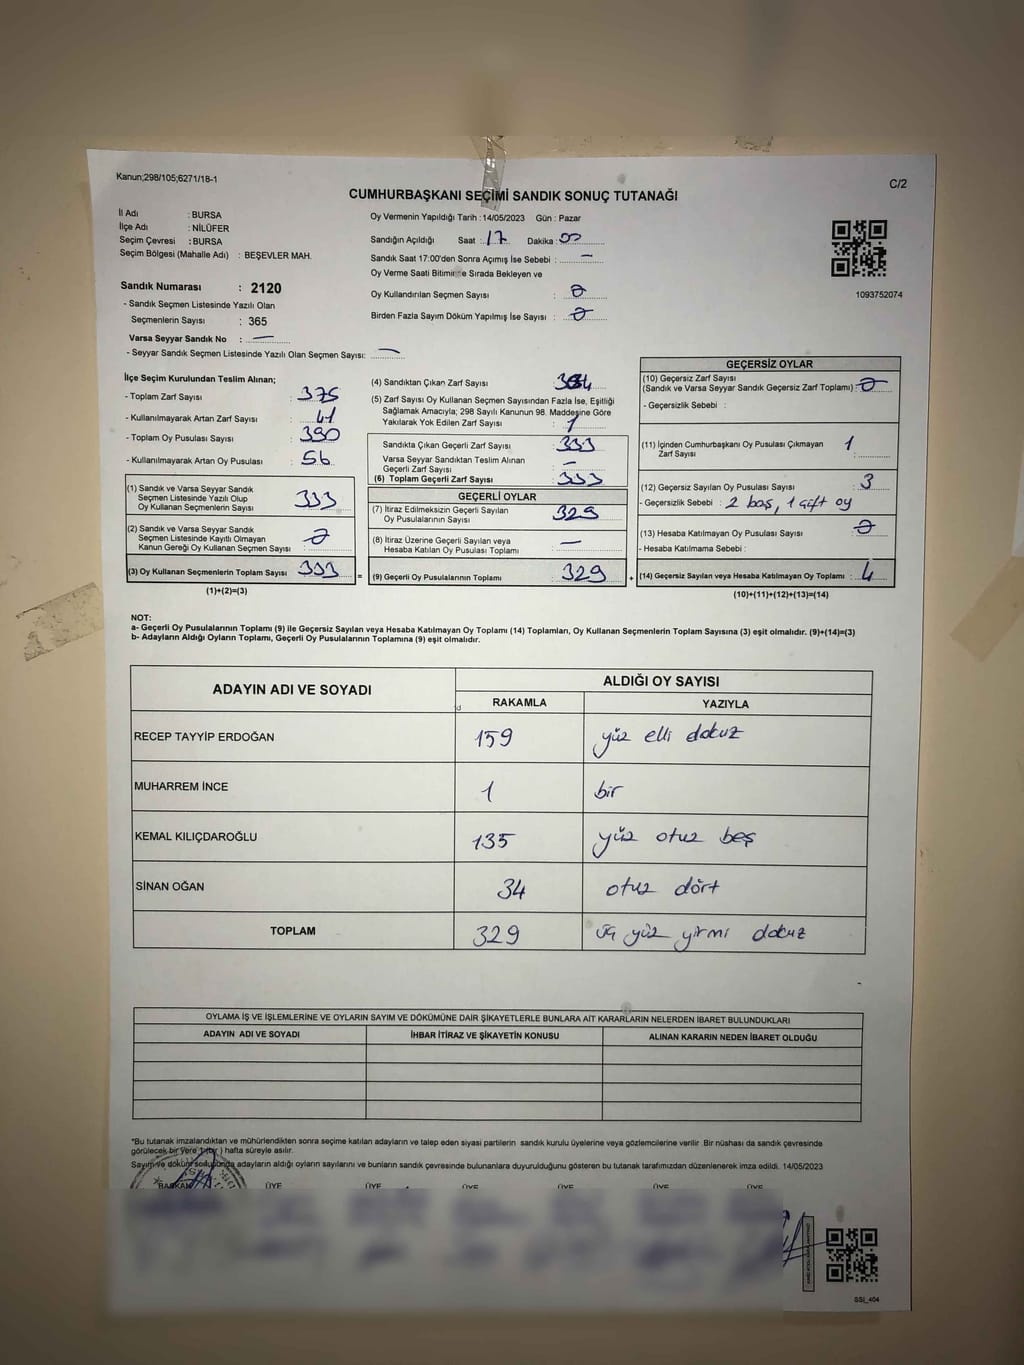 Kanun;298/105;6271/18-1
C/2
CUMHURBAŞKANI SEÇİMİ SANDIK SONUÇ TUTANAĞI
İl Adı : BURSA
İlçe Adı : NİLÜFER
Seçim Çevresi : BURSA
Seçim Bölgesi (Mahalle Adı) : BEŞEVLER MAH.
Oy Vermenin Yapıldığı Tarih : 14/05/2023 Gün : Pazar
Sandığın Açıldığı Saat : 17 Dakika : 00
Sandık Saat 17:00'den Sonra Açımış İse Sebebi : —
Oy Verme Saati Bitiminde Sırada Bekleyen ve
Oy Kullandırılan Seçmen Sayısı : 0
Birden Fazla Sayım Döküm Yapılmış İse Sayısı : 0
1093752074
Sandık Numarası : 2120
- Sandık Seçmen Listesinde Yazılı Olan
Seçmenlerin Sayısı : 365
Varsa Seyyar Sandık No : —
- Seyyar Sandık Seçmen Listesinde Yazılı Olan Seçmen Sayısı: —
İlçe Seçim Kurulundan Teslim Alınan;
- Toplam Zarf Sayısı : 375
- Kullanılmayarak Artan Zarf Sayısı : 41
- Toplam Oy Pusulası Sayısı : 390
- Kullanılmayarak Artan Oy Pusulası : 56
(1) Sandık ve Varsa Seyyar Sandık
Seçmen Listesinde Yazılı Olup
Oy Kullanan Seçmenlerin Sayısı 333
(2) Sandık ve Varsa Seyyar Sandık
Seçmen Listesinde Kayıtlı Olmayan
Kanun Gereği Oy Kullanan Seçmen Sayısı 0
(3) Oy Kullanan Seçmenlerin Toplam Sayısı 333 =
(1)+(2)=(3)
(4) Sandıktan Çıkan Zarf Sayısı 334
(5) Zarf Sayısı Oy Kullanan Seçmen Sayısından Fazla İse, Eşitliği
Sağlamak Amacıyla; 298 Sayılı Kanunun 98. Maddesine Göre
Yakılarak Yok Edilen Zarf Sayısı : 1
Sandıkta Çıkan Geçerli Zarf Sayısı : 333
Varsa Seyyar Sandıktan Teslim Alınan
Geçerli Zarf Sayısı : —
(6) Toplam Geçerli Zarf Sayısı : 333
GEÇERLİ OYLAR
(7) İtiraz Edilmeksizin Geçerli Sayılan
Oy Pusulalarının Sayısı : 329
(8) İtiraz Üzerine Geçerli Sayılan veya
Hesaba Katılan Oy Pusulası Toplamı : —
(9) Geçerli Oy Pusulalarının Toplamı : 329 +
GEÇERSİZ OYLAR
(10) Geçersiz Zarf Sayısı
(Sandık ve Varsa Seyyar Sandık Geçersiz Zarf Toplamı) : 0
- Geçersizlik Sebebi :
(11) İçinden Cumhurbaşkanı Oy Pusulası Çıkmayan
Zarf Sayısı : 1
(12) Geçersiz Sayılan Oy Pusulası Sayısı : 3
- Geçersizlik Sebebi : 2 boş, 1 çift oy
(13) Hesaba Katılmayan Oy Pusulası Sayısı : 0
- Hesaba Katılmama Sebebi :
(14) Geçersiz Sayılan veya Hesaba Katılmayan Oy Toplamı : 4
(10)+(11)+(12)+(13)=(14)
NOT:
a- Geçerli Oy Pusulalarının Toplamı (9) ile Geçersiz Sayılan veya Hesaba Katılmayan Oy Toplamı (14) Toplamları, Oy Kullanan Seçmenlerin Toplam Sayısına (3) eşit olmalıdır. (9)+(14)=(3)
b- Adayların Aldığı Oyların Toplamı, Geçerli Oy Pusulalarının Toplamına (9) eşit olmalıdır.
ADAYIN ADI VE SOYADI
ALDIĞI OY SAYISI
RAKAMLA YAZIYLA
RECEP TAYYİP ERDOĞAN 159 yüz elli dokuz
MUHARREM İNCE 1 bir
KEMAL KILIÇDAROĞLU 135 yüz otuz beş
SİNAN OĞAN 34 otuz dört
TOPLAM 329 üç yüz yirmi dokuz
OYLAMA İŞ VE İŞLEMLERİNE VE OYLARIN SAYIM VE DÖKÜMÜNE DAİR ŞİKAYETLERLE BUNLARA AİT KARARLARIN NELERDEN İBARET BULUNDUKLARI
ADAYIN ADI VE SOYADI İHBAR İTİRAZ VE ŞİKAYETİN KONUSU ALINAN KARARIN NEDEN İBARET OLDUĞU
*Bu tutanak imzalandıktan ve mühürlendikten sonra seçime katılan adayların ve talep eden siyasi partilerin sandık kurulu üyelerine veya gözlemcilerine verilir .Bir nüshası da sandık çevresinde
görülecek bir yere 1 (bir ) hafta süreyle asılır.
Sayım ve döküm sonucunda adayların aldığı oyların sayılarını ve bunların sandık çevresinde bulunanlara duyurulduğunu gösteren bu tutanak tarafımızdan düzenlenerek imza edildi. 14/05/2023
BAŞKAN ÜYE ÜYE ÜYE ÜYE ÜYE ÜYE
SSİ_404